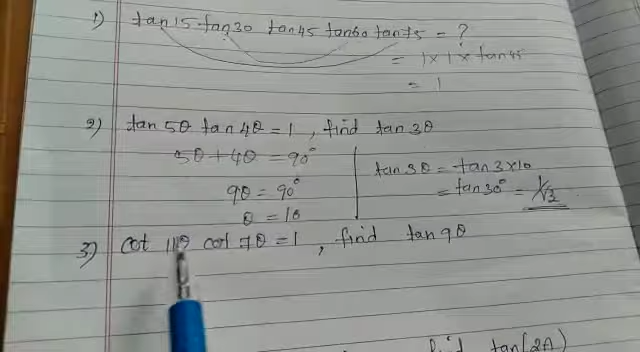 1) tan15 tan30 tan45 tan60 tan75 = ?
= 1 × 1 × tan45
= 1
2) tan 5θ tan 4θ = 1, find tan 3θ
5θ + 4θ = 90°
9θ = 90°
θ = 10
tan 3θ = tan 3×10
= tan 30° = 1/√3
3) cot 11θ cot 7θ = 1, find tan 9θ
tan(2A)